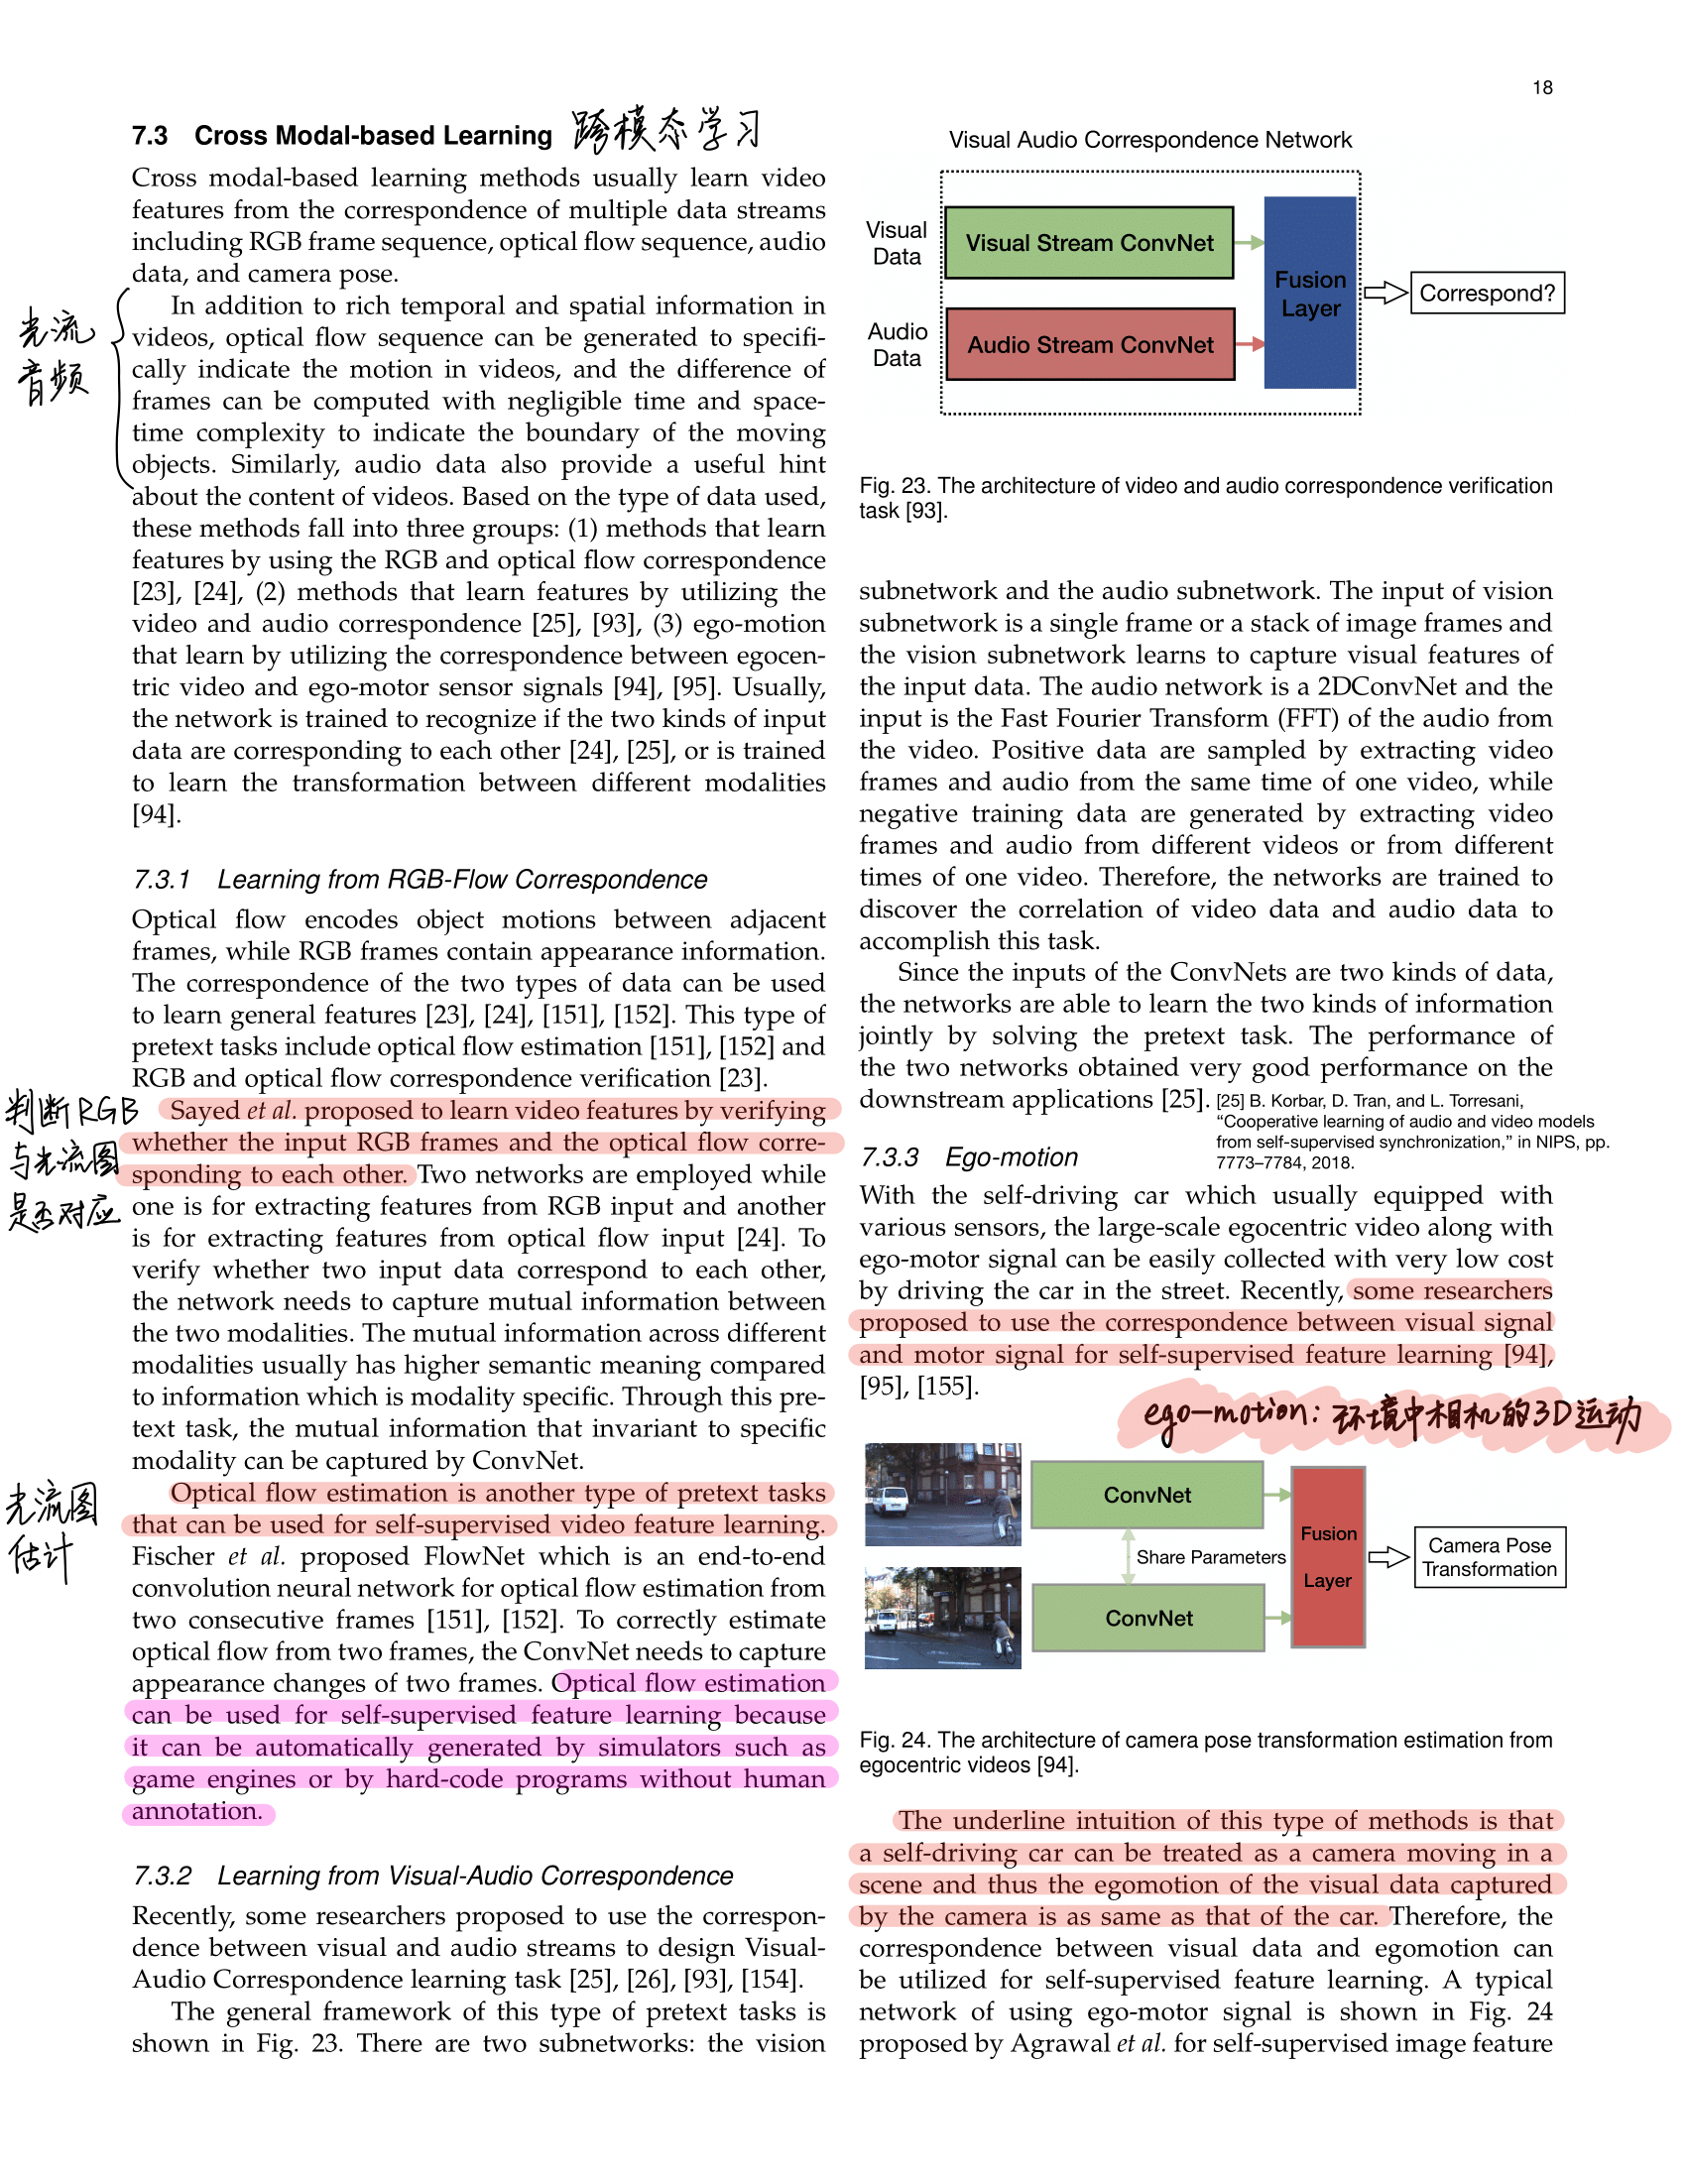 18
7.3 Cross Modal-based Learning 跨模态学习
Cross modal-based learning methods usually learn video
features from the correspondence of multiple data streams
including RGB frame sequence, optical flow sequence, audio
data, and camera pose.
光流
音频
In addition to rich temporal and spatial information in
videos, optical flow sequence can be generated to specifi-
cally indicate the motion in videos, and the difference of
frames can be computed with negligible time and space-
time complexity to indicate the boundary of the moving
objects. Similarly, audio data also provide a useful hint
about the content of videos. Based on the type of data used,
these methods fall into three groups: (1) methods that learn
features by using the RGB and optical flow correspondence
[23], [24], (2) methods that learn features by utilizing the
video and audio correspondence [25], [93], (3) ego-motion
that learn by utilizing the correspondence between egocen-
tric video and ego-motor sensor signals [94], [95]. Usually,
the network is trained to recognize if the two kinds of input
data are corresponding to each other [24], [25], or is trained
to learn the transformation between different modalities
[94].
7.3.1 Learning from RGB-Flow Correspondence
Optical flow encodes object motions between adjacent
frames, while RGB frames contain appearance information.
The correspondence of the two types of data can be used
to learn general features [23], [24], [151], [152]. This type of
pretext tasks include optical flow estimation [151], [152] and
RGB and optical flow correspondence verification [23].
判断RGB
与光流图
是否对应
Sayed et al. proposed to learn video features by verifying
whether the input RGB frames and the optical flow corre-
sponding to each other. Two networks are employed while
one is for extracting features from RGB input and another
is for extracting features from optical flow input [24]. To
verify whether two input data correspond to each other,
the network needs to capture mutual information between
the two modalities. The mutual information across different
modalities usually has higher semantic meaning compared
to information which is modality specific. Through this pre-
text task, the mutual information that invariant to specific
modality can be captured by ConvNet.
光流图
估计
Optical flow estimation is another type of pretext tasks
that can be used for self-supervised video feature learning.
Fischer et al. proposed FlowNet which is an end-to-end
convolution neural network for optical flow estimation from
two consecutive frames [151], [152]. To correctly estimate
optical flow from two frames, the ConvNet needs to capture
appearance changes of two frames. Optical flow estimation
can be used for self-supervised feature learning because
it can be automatically generated by simulators such as
game engines or by hard-code programs without human
annotation.
7.3.2 Learning from Visual-Audio Correspondence
Recently, some researchers proposed to use the correspon-
dence between visual and audio streams to design Visual-
Audio Correspondence learning task [25], [26], [93], [154].
The general framework of this type of pretext tasks is
shown in Fig. 23. There are two subnetworks: the vision
Visual Audio Correspondence Network
Visual
Data
Visual Stream ConvNet
Audio
Data
Audio Stream ConvNet
Fusion
Layer
Correspond?
Fig. 23. The architecture of video and audio correspondence verification
task [93].
subnetwork and the audio subnetwork. The input of vision
subnetwork is a single frame or a stack of image frames and
the vision subnetwork learns to capture visual features of
the input data. The audio network is a 2DConvNet and the
input is the Fast Fourier Transform (FFT) of the audio from
the video. Positive data are sampled by extracting video
frames and audio from the same time of one video, while
negative training data are generated by extracting video
frames and audio from different videos or from different
times of one video. Therefore, the networks are trained to
discover the correlation of video data and audio data to
accomplish this task.
Since the inputs of the ConvNets are two kinds of data,
the networks are able to learn the two kinds of information
jointly by solving the pretext task. The performance of
the two networks obtained very good performance on the
downstream applications [25].
[25] B. Korbar, D. Tran, and L. Torresani,
“Cooperative learning of audio and video models
from self-supervised synchronization,” in NIPS, pp.
7773–7784, 2018.
7.3.3 Ego-motion
With the self-driving car which usually equipped with
various sensors, the large-scale egocentric video along with
ego-motor signal can be easily collected with very low cost
by driving the car in the street. Recently, some researchers
proposed to use the correspondence between visual signal
and motor signal for self-supervised feature learning [94],
[95], [155].
ego-motion: 环境中相机的3D运动
ConvNet
Share Parameters
ConvNet
Fusion
Layer
Camera Pose
Transformation
Fig. 24. The architecture of camera pose transformation estimation from
egocentric videos [94].
The underline intuition of this type of methods is that
a self-driving car can be treated as a camera moving in a
scene and thus the egomotion of the visual data captured
by the camera is as same as that of the car. Therefore, the
correspondence between visual data and egomotion can
be utilized for self-supervised feature learning. A typical
network of using ego-motor signal is shown in Fig. 24
proposed by Agrawal et al. for self-supervised image feature